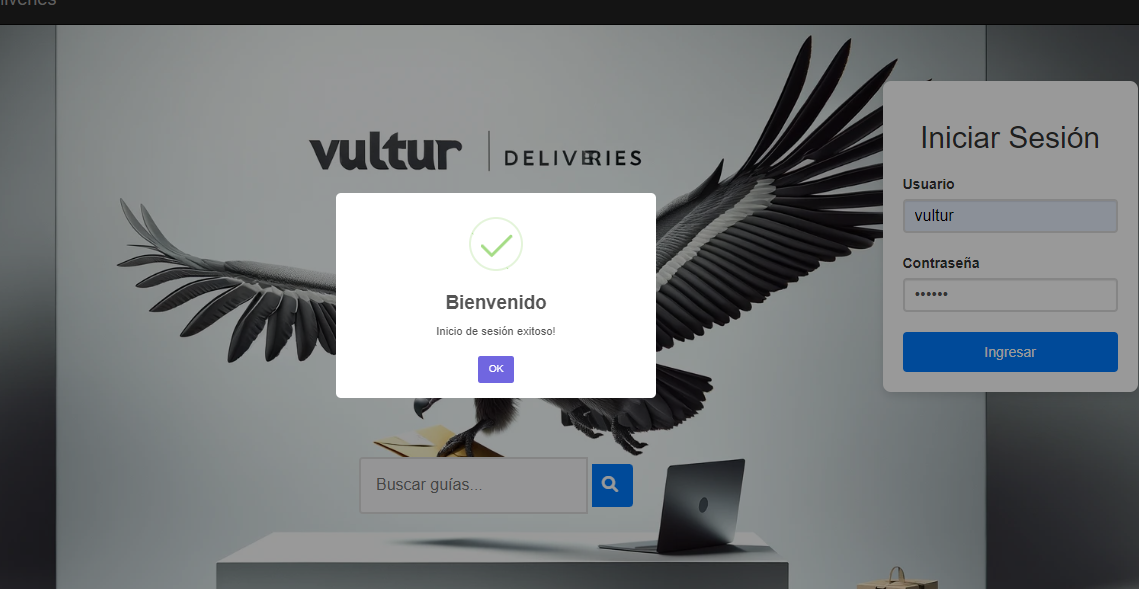 vultur | DELIVERIES
Iniciar Sesión
Usuario
vultur
Contraseña
••••••
Ingresar
Bienvenido
Inicio de sesión exitoso!
OK
Buscar guías...